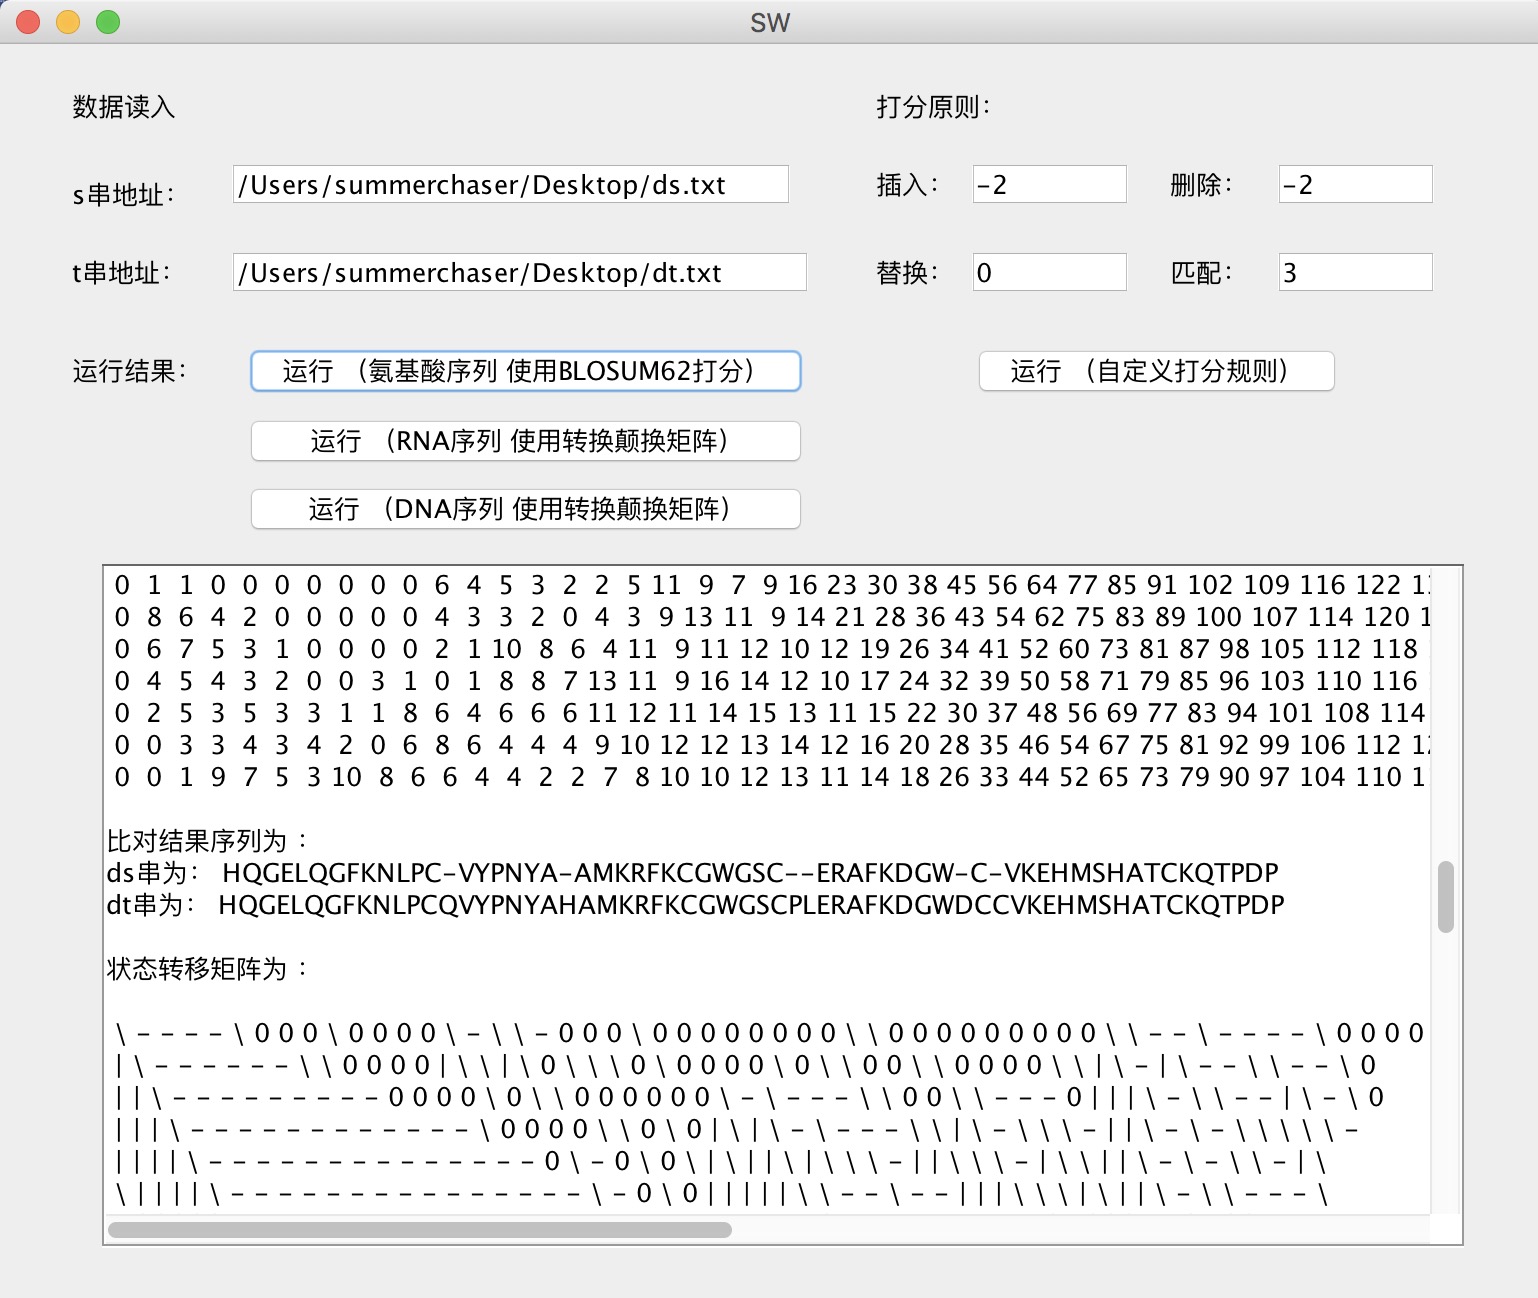 SW
数据读入
打分原则：
s串地址： /Users/summerchaser/Desktop/ds.txt
插入： -2 删除： -2
t串地址： /Users/summerchaser/Desktop/dt.txt
替换： 0 匹配： 3
运行结果： 运行 （氨基酸序列 使用BLOSUM62打分）
运行 （自定义打分规则）
运行 （RNA序列 使用转换颠换矩阵）
运行 （DNA序列 使用转换颠换矩阵）
0 1 1 0 0 0 0 0 0 0 6 4 5 3 2 2 5 11 9 7 9 16 23 30 38 45 56 64 77 85 91 102 109 116 122
0 8 6 4 2 0 0 0 0 0 4 3 3 2 0 4 3 9 13 11 9 14 21 28 36 43 54 62 75 83 89 100 107 114 120
0 6 7 5 3 1 0 0 0 0 2 1 10 8 6 4 11 9 11 12 10 12 19 26 34 41 52 60 73 81 87 98 105 112 118
0 4 5 4 3 2 0 0 3 1 0 1 8 8 7 13 11 9 16 14 12 10 17 24 32 39 50 58 71 79 85 96 103 110 116
0 2 5 3 5 3 3 1 1 8 6 4 6 6 6 11 12 11 14 15 13 11 15 22 30 37 48 56 69 77 83 94 101 108 114
0 0 3 3 4 3 4 2 0 6 8 6 4 4 4 9 10 12 12 13 14 12 16 20 28 35 46 54 67 75 81 92 99 106 112
0 0 1 9 7 5 3 10 8 6 6 4 4 2 2 7 8 10 10 12 13 11 14 18 26 33 44 52 65 73 79 90 97 104 110
比对结果序列为 ：
ds串为： HQGELQGFKNLPC-VYPNYA-AMKRFKCGWGSC--ERAFKDGW-C-VKEHMSHATCKQTPDP
dt串为： HQGELQGFKNLPCQVYPNYAHAMKRFKCGWGSCPLERAFKDGWDCCVKEHMSHATCKQTPDP
状态转移矩阵为 ：
\ - - - - \ 0 0 0 \ 0 0 0 0 \ - \ \ - 0 0 0 \ 0 0 0 0 0 0 0 0 \ \ 0 0 0 0 0 0 0 0 0 \ \ - - \ - - - - \ 0 0 0 0
| \ - - - - - - \ \ 0 0 0 0 | \ \ | \ 0 \ \ \ 0 \ 0 0 0 0 \ 0 \ \ 0 0 \ \ 0 0 0 0 \ \ | \ - | \ - - \ \ - - \ 0
| | \ - - - - - - - - - 0 0 0 0 \ 0 \ \ 0 0 0 0 0 0 \ - \ - - - \ \ 0 0 \ \ - - - 0 | | | \ - \ \ - - | \ - \ 0
| | | \ - - - - - - - - - - - - \ 0 0 0 0 \ \ 0 \ 0 | \ | \ - \ - - - \ \ | \ - \ \ \ - | | \ - \ - \ \ \ \ \ -
| | | | \ - - - - - - - - - - - - - - 0 \ - 0 \ 0 \ | \ | | \ | \ \ \ - | | \ \ \ - | \ \ | | \ - \ - \ \ - | \
\ | | | | \ - - - - - - - - - - - - - - - \ - 0 \ 0 | | | | | \ \ - - \ - - | | | \ \ \ | \ | | \ - \ \ - - - \